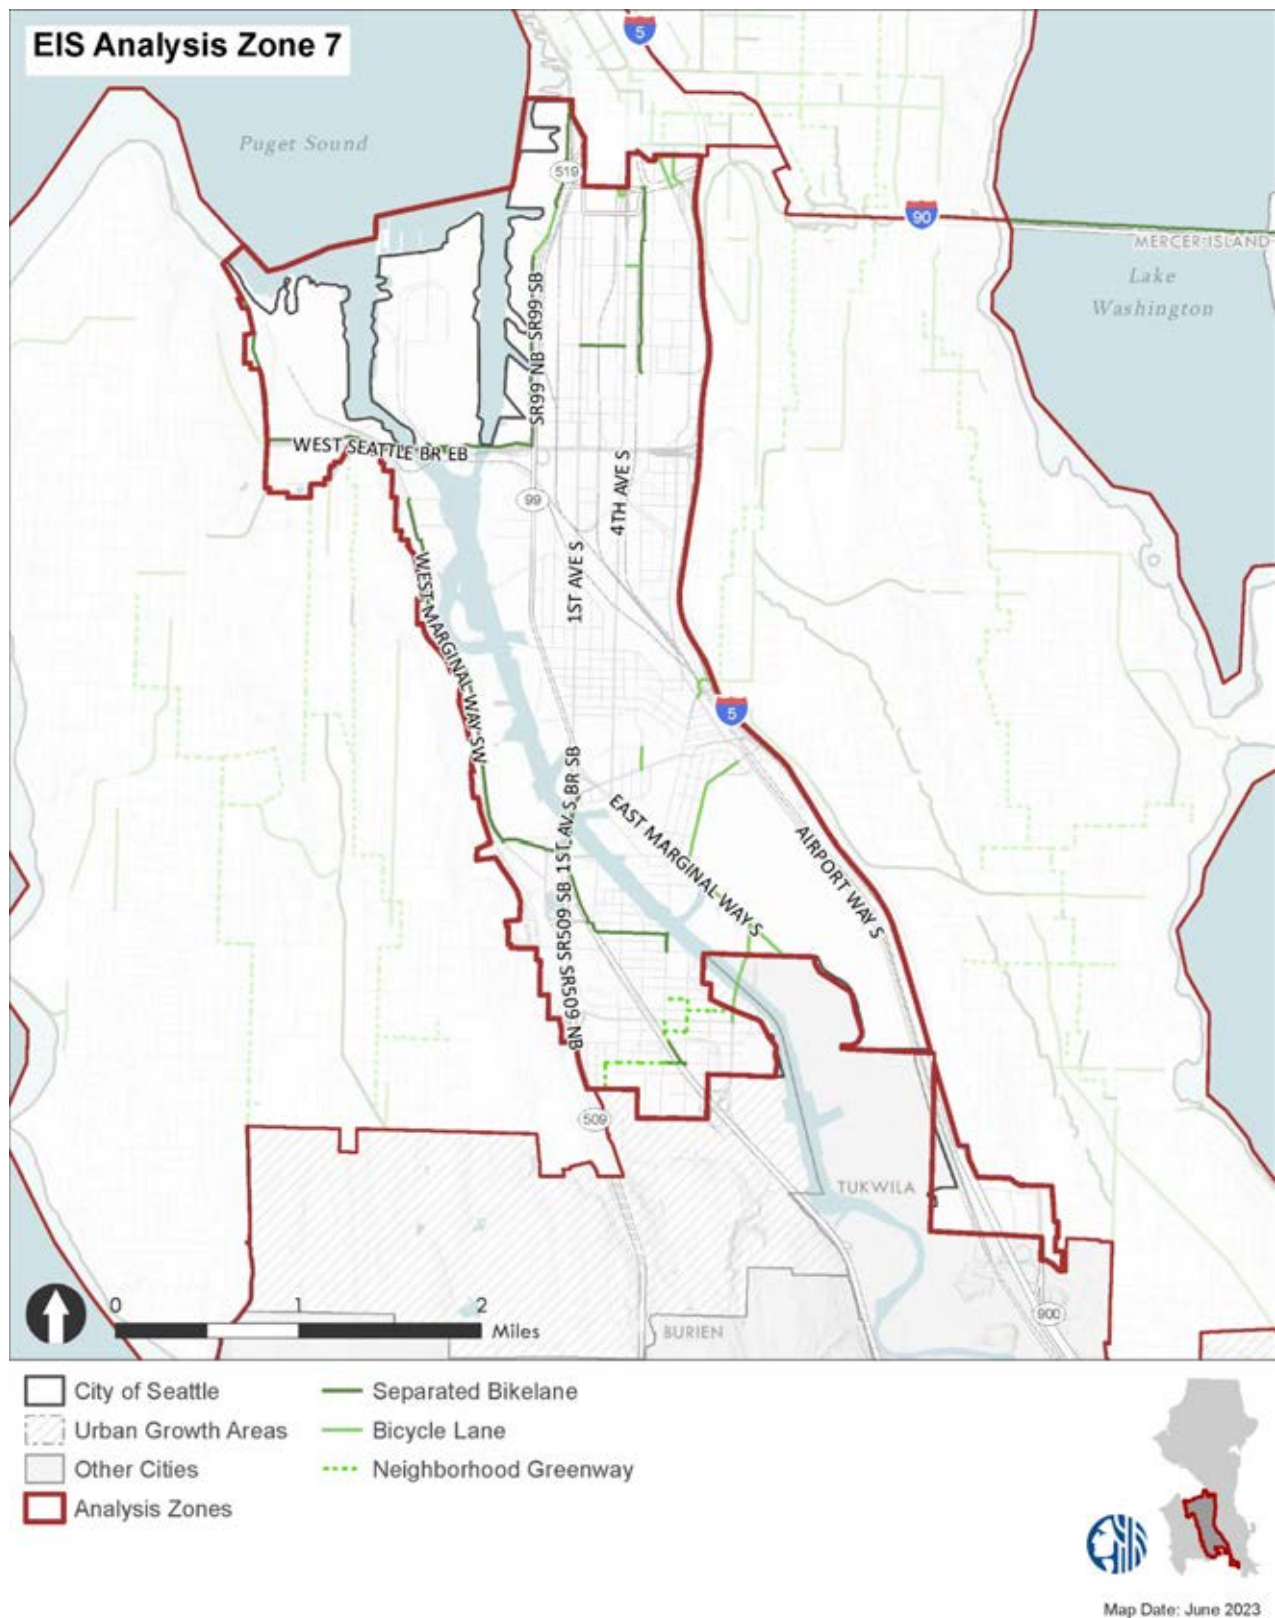 EIS Analysis Zone 7
5
Puget Sound
519
90
MERCER ISLAND
Lake
Washington
SR99 NB SR99 SB
WEST SEATTLE BR EB
99
4TH AVE S
1ST AVE S
WEST MARGINAL WAY SW
5
SR509 NB SR509 SB 1ST AV S BR SB
EAST MARGINAL WAY S
AIRPORT WAY S
509
TUKWILA
900
BURIEN
0 1 2
Miles
City of Seattle
Urban Growth Areas
Other Cities
Analysis Zones
Separated Bikelane
Bicycle Lane
Neighborhood Greenway
Map Date: June 2023